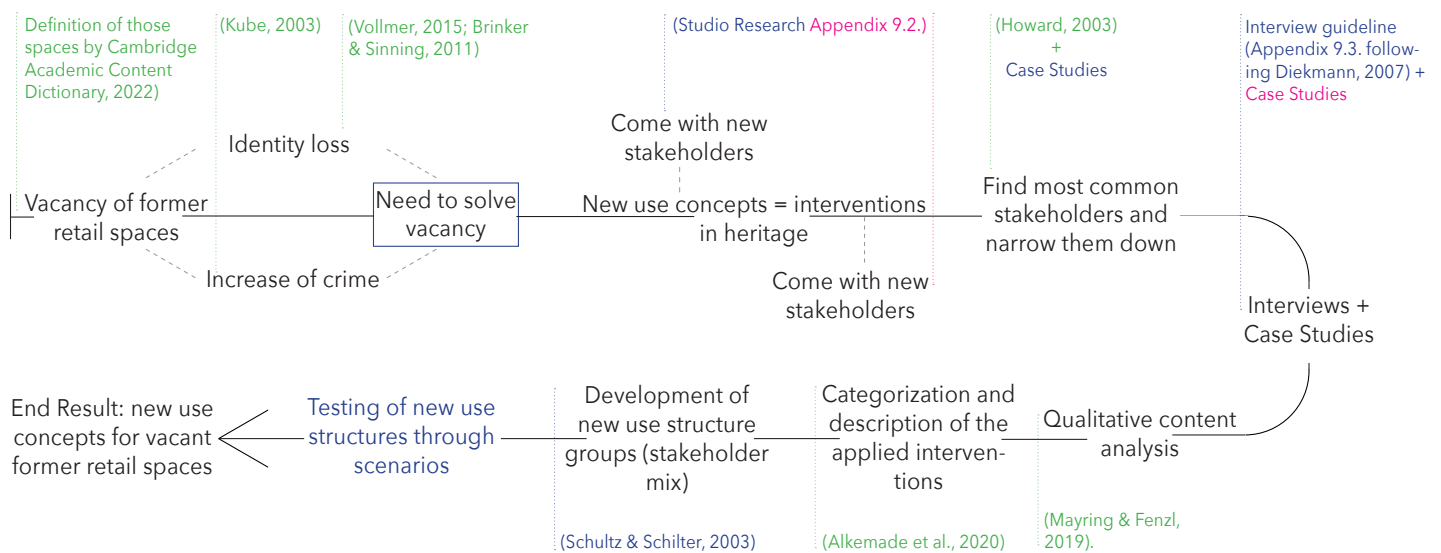 Definition of those
spaces by Cambridge
Academic Content
Dictionary, 2022)
(Kube, 2003)
(Vollmer, 2015; Brinker
& Sinning, 2011)
(Studio Research Appendix 9.2.)
(Howard, 2003)
+
Case Studies
Interview guideline
(Appendix 9.3. follow-
ing Diekmann, 2007) +
Case Studies
Identity loss
Come with new
stakeholders
Vacancy of former
retail spaces
Need to solve
vacancy
New use concepts = interventions
in heritage
Find most common
stakeholders and
narrow them down
Increase of crime
Come with new
stakeholders
Interviews +
Case Studies
End Result: new use
concepts for vacant
former retail spaces
Testing of new use
structures through
scenarios
Development of
new use structure
groups (stakeholder
mix)
Categorization and
description of the
applied interven-
tions
Qualitative content
analysis
(Schultz & Schilter, 2003)
(Alkemade et al., 2020)
(Mayring & Fenzl,
2019).